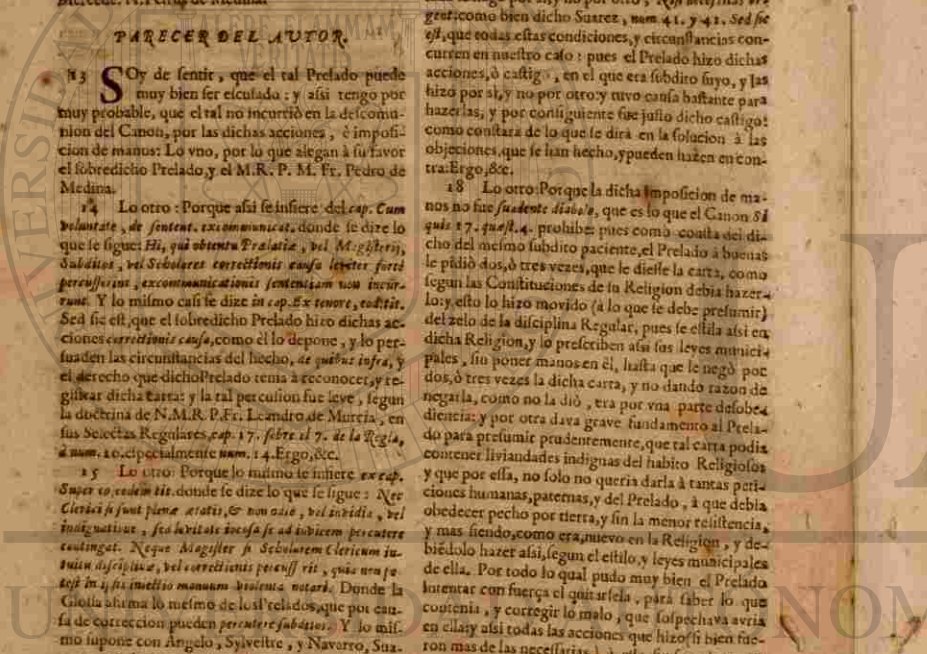 PARECER DEL AVTOR.
13 SOy de sentir, que el tal Prelado puede
muy bien ser escusado: y assi tengo por
muy probable, que el tal no incurriò en la descomu-
nion del Canon, por las dichas acciones, è imposi-
cion de manos: Lo vno, por lo que alegan à su favor
el sobredicho Prelado, y el M.R. P. M. Fr. Pedro de
Medina.
14 Lo otro: Porque assi se infiere del cap. Cum
voluntate, de sentent. excommunicat. donde se dize lo
que se sigue: Hi, qui obtentu Prælatiæ, vel Magisterij,
Subditos, vel Scholares correctionis causa leviter fortè
percusserint, excommunicationis sententiam non incur-
runt. Y lo mismo casi se dize in cap. Ex tenore, eod. tit.
Sed sic est, que el sobredicho Prelado hizo dichas ac-
ciones correctionis causa, como èl lo depone, y lo per-
suaden las circunstancias del hecho, de quibus infra, y
el derecho que dicho Prelado tenia à reconocer, y re-
gistrar dicha carta: y la tal percusion fue leve, segun
la doctrina de N.M.R.P.Fr. Leandro de Murcia, en
sus Selectas Regulares, cap. 17. sobre el 7. de la Regla,
à num. 10. especialmente num. 14. Ergo, &c.
15 Lo otro: Porque lo mismo se infiere ex cap.
Super eo, eodem tit. donde se dize lo que se sigue: Nec
Clerici si sunt plenæ ætatis, & non odio, vel invidia, vel
indignatione, sed levitate iocosa se ad invicem percutere
contingat. Neque Magister si Scholarem Clericum in-
tuitu disciplinæ, vel correctionis percusserit, quia non po-
test in ijs iniectio manuum violenta notari. Donde la
Glossa afirma lo mesmo de los Prelados, que por cau-
sa de correccion pueden percutere subditos. Y lo mis-
mo supone con Angelo, Sylvestre, y Navarro, Sua-
gent: como bien dicho Suarez, num 41. y 42. Sed sic
est, que todas estas condiciones, y circunstancias con-
curren en nuestro caso: pues el Prelado hizo dichas
acciones, ò castigo, en el que era subdito suyo, y las
hizo por si, y no por otro: y tuvo causa bastante para
hazerlas, y por consiguiente fue justo dicho castigo:
como constarà de lo que se dirà en la solucion à las
objeciones, que se han hecho, y pueden hazer en con-
tra: Ergo, &c.
18 Lo otro: Porque la dicha Imposicion de ma-
nos no fue suadente diabolo, que es lo que el Canon Si
quis 17. quæst. 4. prohibe: pues como consta del di-
cho del mesmo subdito paciente, el Prelado à buenas
le pidiò dos, ò tres vezes, que le diesse la carta, como
segun las Constituciones de su Religion debia hazer-
lo: y, esto lo hizo movido (à lo que se debe presumir)
del zelo de la disciplina Regular, pues se estila assi en
dicha Religion, y lo prescriben assi sus leyes munici-
pales, sin poner manos en èl, hasta que le negò por
dos, ò tres vezes la dicha carta, y no dando razon de
negarla, como no la diò, era por vna parte desobe-
diencia: y por otra dava grave fundamento al Prela-
do para presumir prudentemente, que tal carta podia
contener liviandades indignas del habito Religioso;
y que por essa, no solo no queria darla à tantas peti-
ciones humanas, paternas, y del Prelado, à que debia
obedecer pecho por tierra, y sin la menor resistencia,
y mas siendo, como era, nuevo en la Religion, y de-
biédolo hazer assi, segun el estilo, y leyes municipales
de ella. Por todo lo qual pudo muy bien el Prelado
intentar con fuerça el quitarsela, para saber lo que
contenia, y corregir lo malo, que sospechava avria
en ella: y assi todas las acciones que hizo (si bien fue-
ron mas de las necessarias)